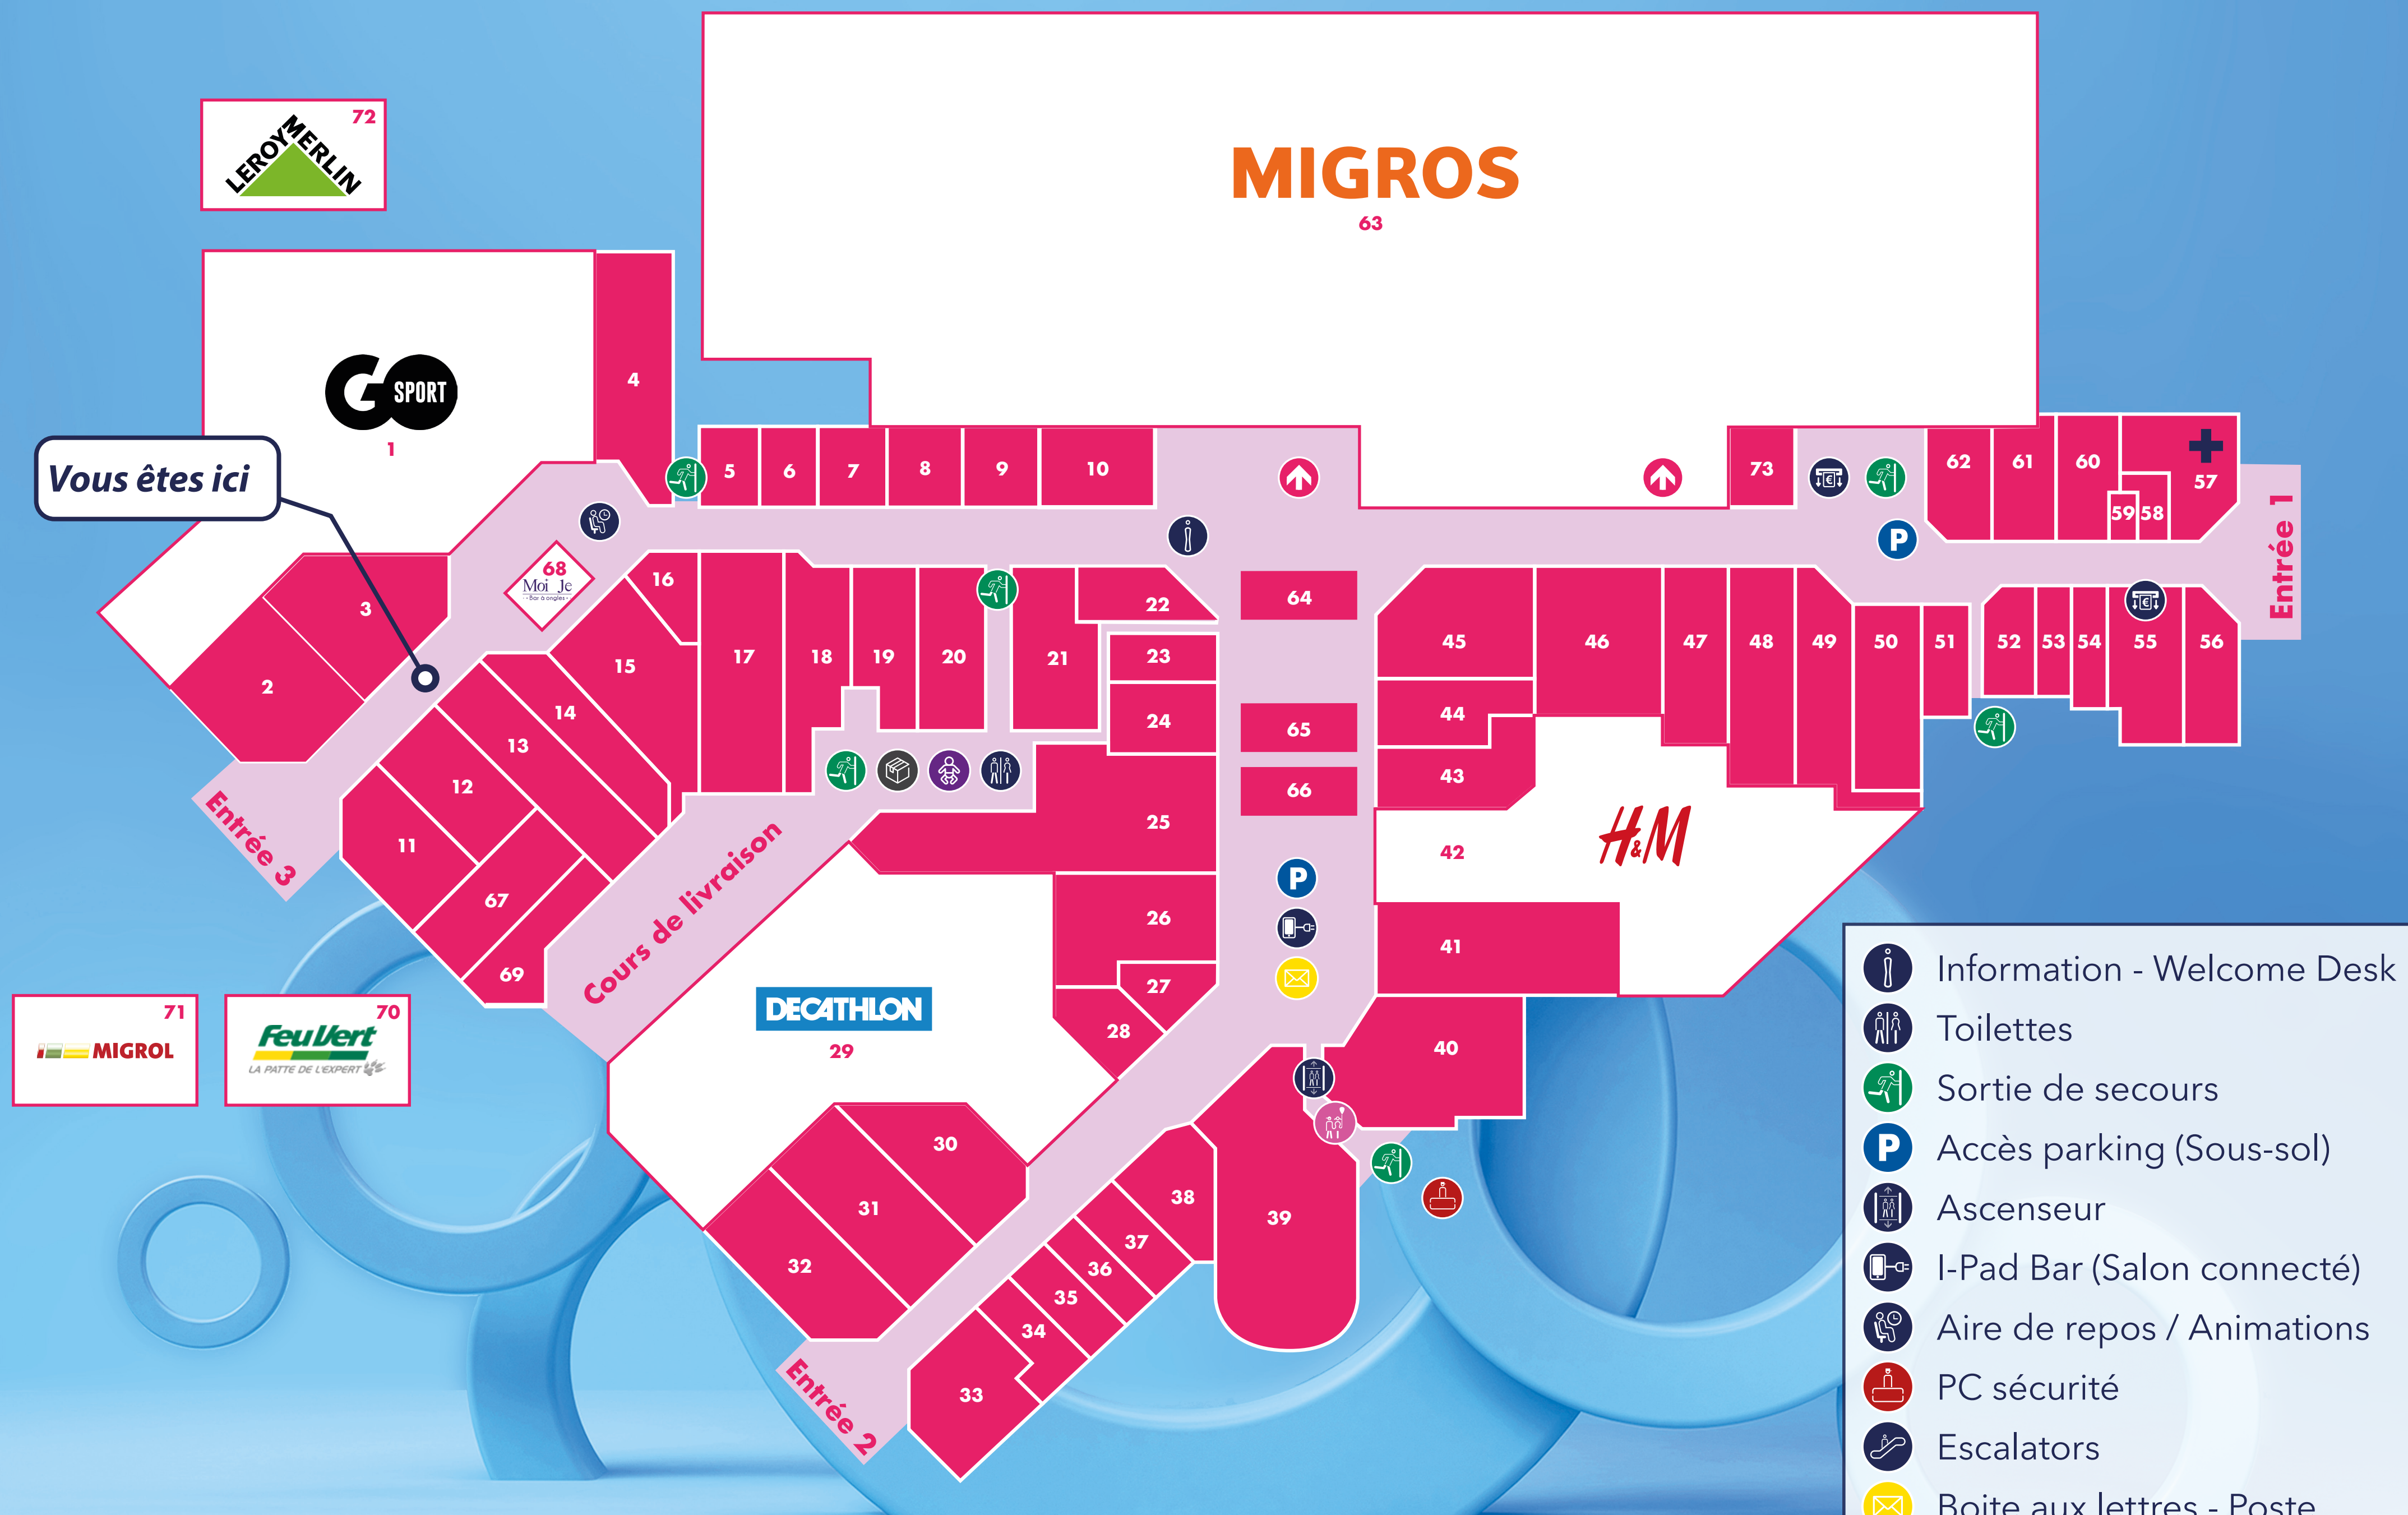 MIGROS
63
72
LEROY MERLIN
GO SPORT
1
Vous êtes ici
4
5
6
7
8
9
10
73
62
61
60
59
58
57
Entrée 1
68
Moi Je
- Bar à ongles -
3
2
16
15
14
13
12
11
17
18
19
20
21
22
23
24
64
65
66
45
44
43
46
47
48
49
50
51
52
53
54
55
56
i
P
€
€
P
Entrée 3
67
69
Cours de livraison
25
26
27
28
42
H&M
41
40
DECATHLON
29
71
MIGROL
70
Feu Vert
LA PATTE DE L'EXPERT
30
31
32
33
34
35
36
37
38
39
Entrée 2
i
Information - Welcome Desk
Toilettes
Sortie de secours
P
Accès parking (Sous-sol)
Ascenseur
I-Pad Bar (Salon connecté)
Aire de repos / Animations
PC sécurité
Escalators
Boite aux lettres - Poste